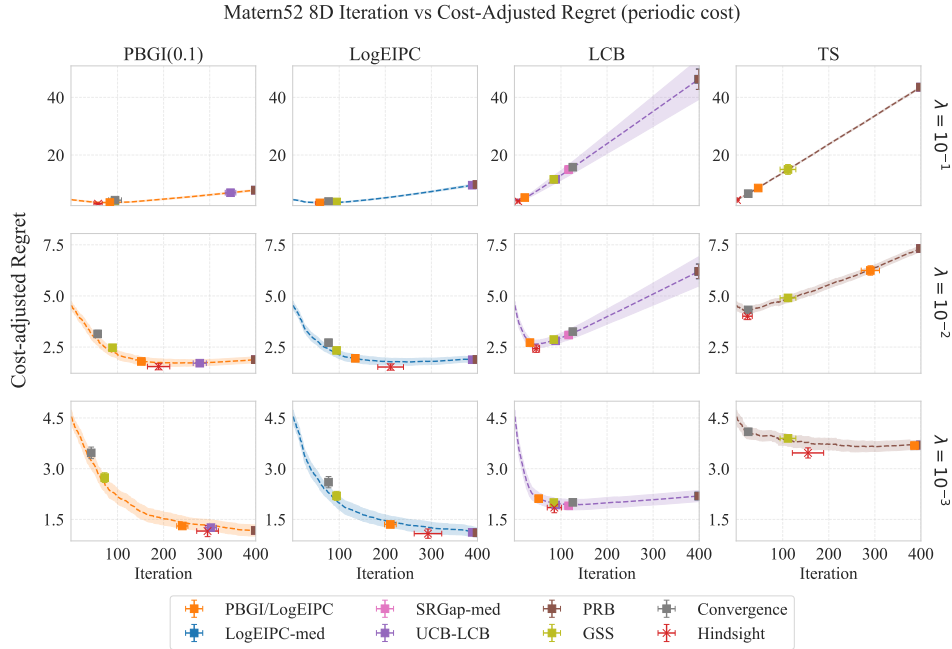 Matern52 8D Iteration vs Cost-Adjusted Regret (periodic cost)
PBGI(0.1)
LogEIPC
LCB
TS
40
20
40
20
40
20
40
20
λ = 10⁻¹
Cost-adjusted Regret
7.5
5.0
2.5
7.5
5.0
2.5
7.5
5.0
2.5
7.5
5.0
2.5
λ = 10⁻²
4.5
3.0
1.5
4.5
3.0
1.5
4.5
3.0
1.5
4.5
3.0
1.5
λ = 10⁻³
100 200 300 400
100 200 300 400
100 200 300 400
100 200 300 400
Iteration
Iteration
Iteration
Iteration
PBGI/LogEIPC
SRGap-med
PRB
Convergence
LogEIPC-med
UCB-LCB
GSS
Hindsight